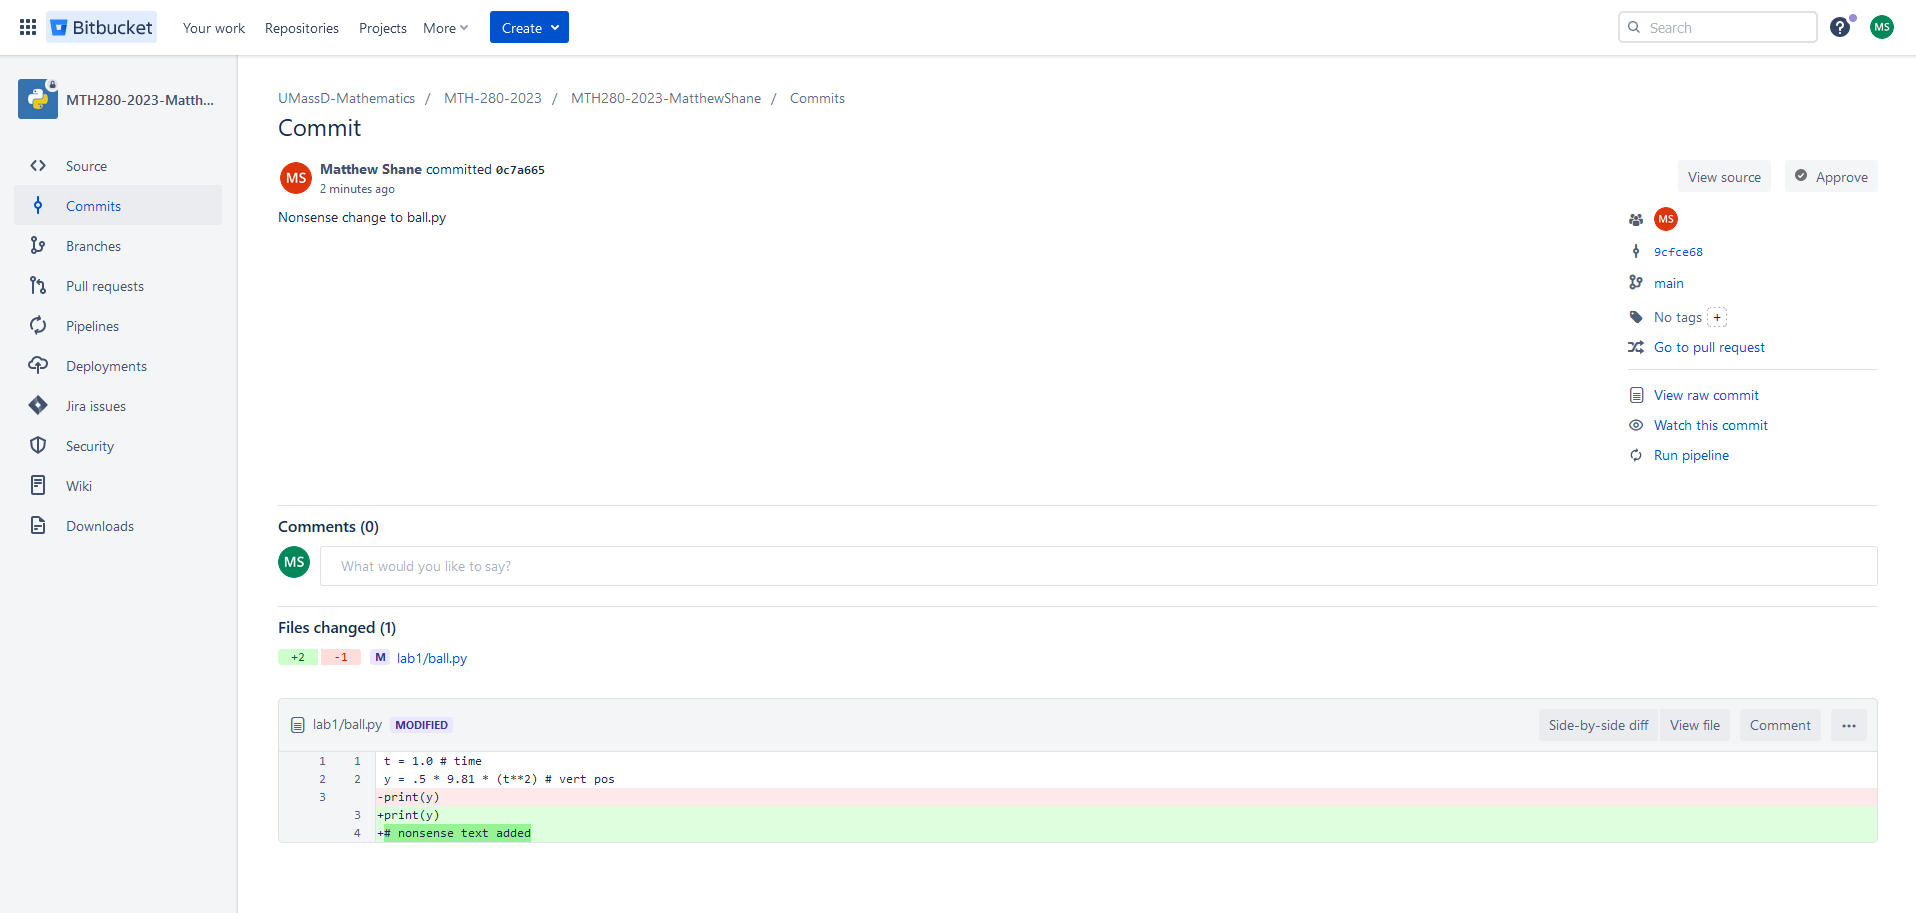 Bitbucket Your work Repositories Projects More Create Search ? MS
MTH280-2023-Matth...
Source
Commits
Branches
Pull requests
Pipelines
Deployments
Jira issues
Security
Wiki
Downloads
UMassD-Mathematics / MTH-280-2023 / MTH280-2023-MatthewShane / Commits
Commit
MS Matthew Shane committed 0c7a665
2 minutes ago
View source Approve
Nonsense change to ball.py
MS
9cfce68
main
No tags +
Go to pull request
View raw commit
Watch this commit
Run pipeline
Comments (0)
MS What would you like to say?
Files changed (1)
+2 -1 M lab1/ball.py
lab1/ball.py MODIFIED Side-by-side diff View file Comment ...
1 1 t = 1.0 # time
2 2 y = .5 * 9.81 * (t**2) # vert pos
3 -print(y)
3 +print(y)
4 +# nonsense text added